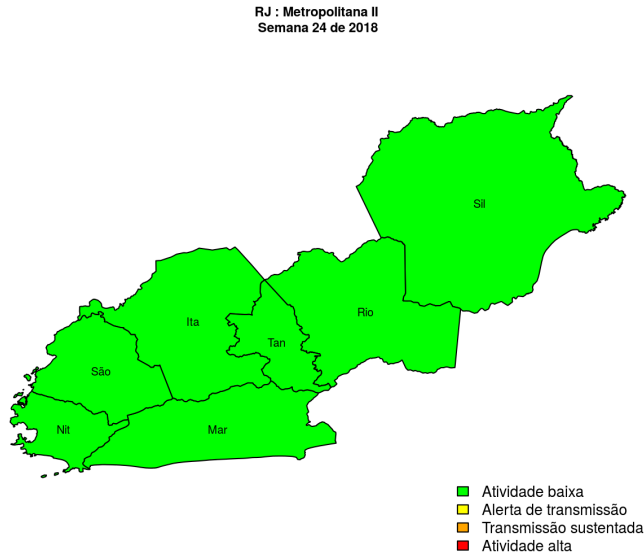 RJ : Metropolitana II
Semana 24 de 2018
Sil
Ita
Rio
Tan
São
Nit
Mar
Atividade baixa
Alerta de transmissão
Transmissão sustentada
Atividade alta